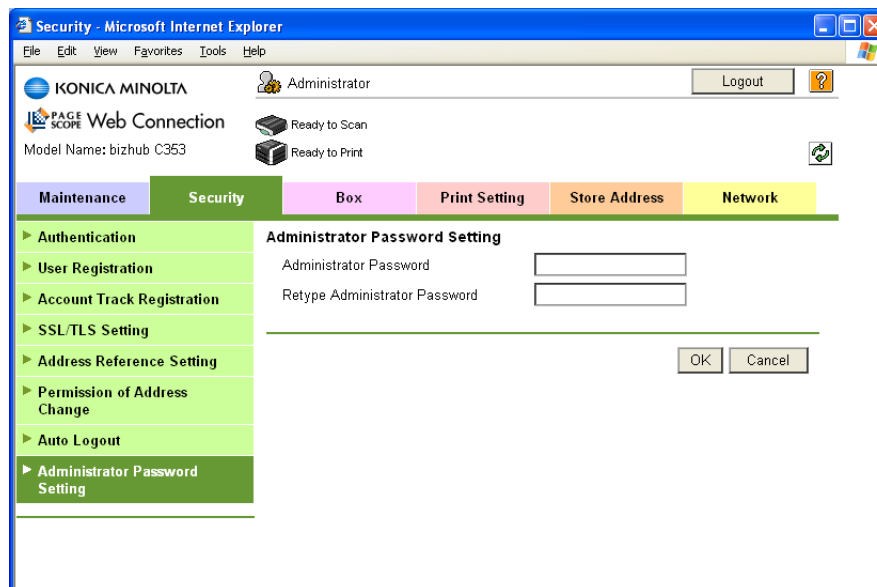 Security - Microsoft Internet Explorer
File Edit View Favorites Tools Help
KONICA MINOLTA
Administrator
Logout
?
PAGE SCOPE Web Connection
Ready to Scan
Model Name: bizhub C353
Ready to Print
Maintenance Security Box Print Setting Store Address Network
Authentication
User Registration
Account Track Registration
SSL/TLS Setting
Address Reference Setting
Permission of Address
Change
Auto Logout
Administrator Password
Setting
Administrator Password Setting
Administrator Password
Retype Administrator Password
OK Cancel